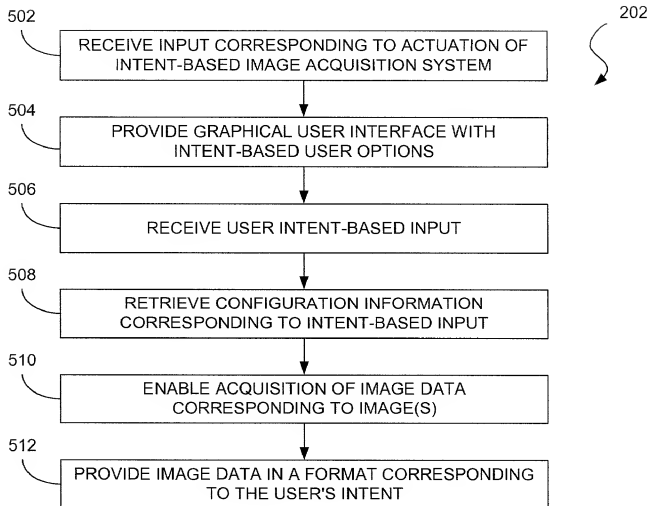 202
502
RECEIVE INPUT CORRESPONDING TO ACTUATION OF
INTENT-BASED IMAGE ACQUISITION SYSTEM
504
PROVIDE GRAPHICAL USER INTERFACE WITH
INTENT-BASED USER OPTIONS
506
RECEIVE USER INTENT-BASED INPUT
508
RETRIEVE CONFIGURATION INFORMATION
CORRESPONDING TO INTENT-BASED INPUT
510
ENABLE ACQUISITION OF IMAGE DATA
CORRESPONDING TO IMAGE(S)
512
PROVIDE IMAGE DATA IN A FORMAT CORRESPONDING
TO THE USER'S INTENT